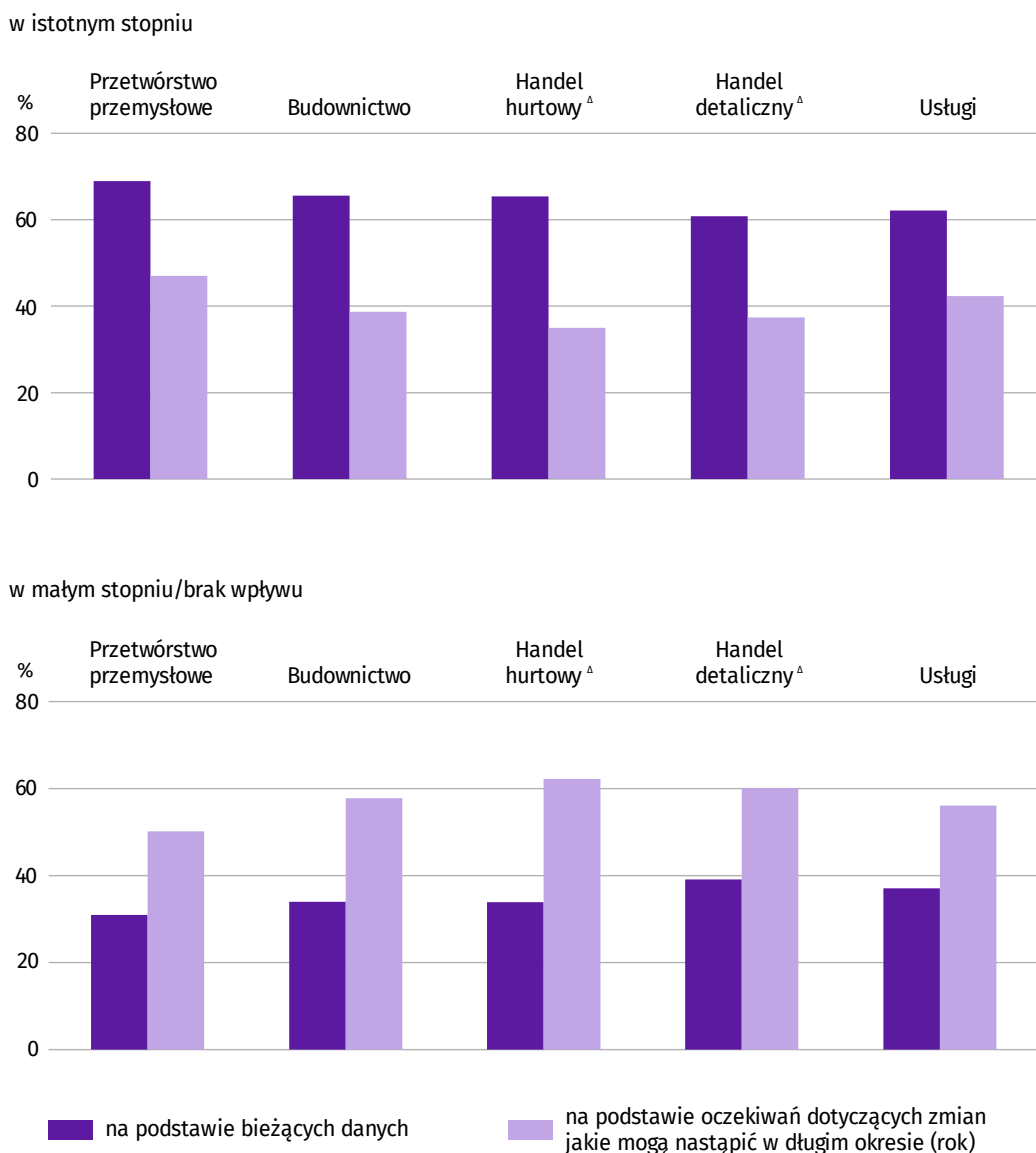 w istotnym stopniu
Przetwórstwo przemysłowe
Budownictwo
Handel hurtowy Δ
Handel detaliczny Δ
Usługi
%
80
60
40
20
0
w małym stopniu/brak wpływu
Przetwórstwo przemysłowe
Budownictwo
Handel hurtowy Δ
Handel detaliczny Δ
Usługi
%
80
60
40
20
0
na podstawie bieżących danych
na podstawie oczekiwań dotyczących zmian
jakie mogą nastąpić w długim okresie (rok)